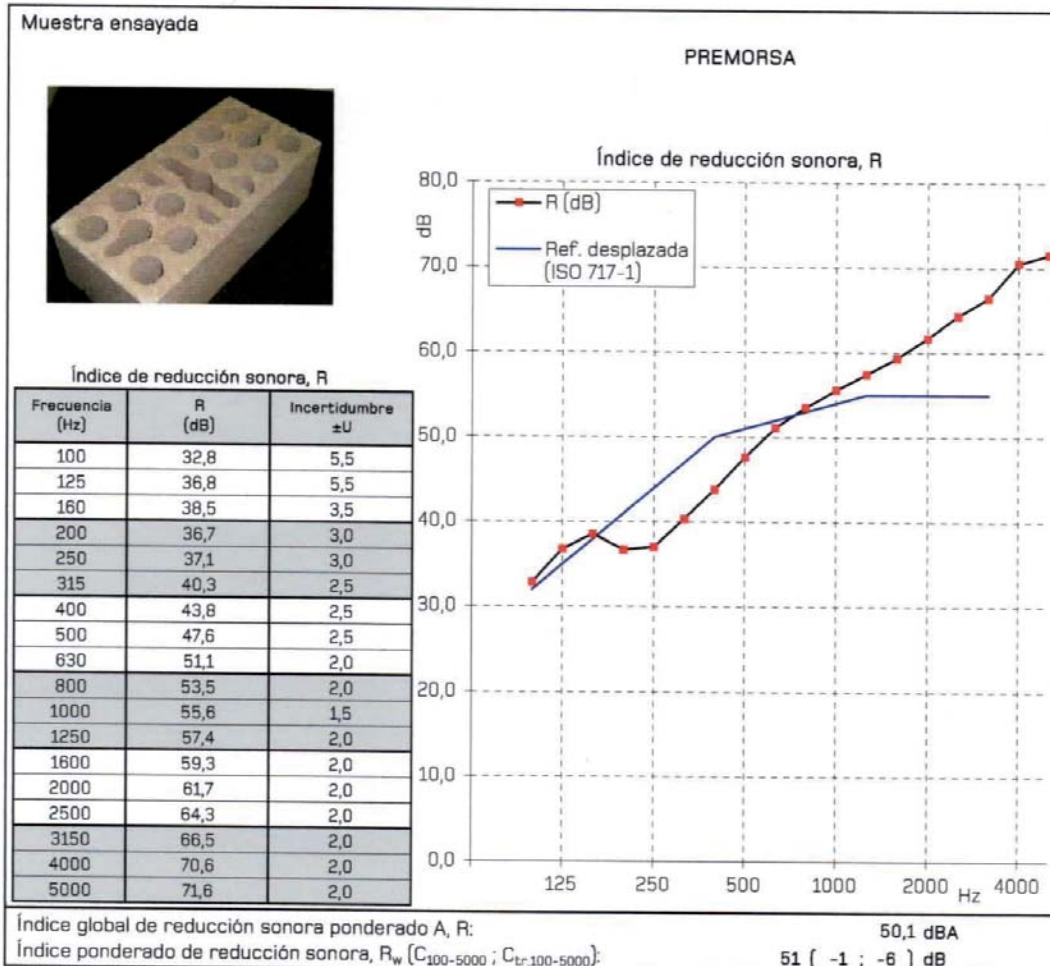 Muestra ensayada
PREMORSA
Índice de reducción sonora, R
80,0
70,0
60,0
50,0
40,0
30,0
20,0
10,0
0,0
dB
R (dB)
Ref. desplazada
(ISO 717-1)
125 250 500 1000 2000 Hz 4000
Índice de reducción sonora, R
Frecuencia (Hz) R (dB) Incertidumbre ±U
100 32,8 5,5
125 36,8 5,5
160 38,5 3,5
200 36,7 3,0
250 37,1 3,0
315 40,3 2,5
400 43,8 2,5
500 47,6 2,5
630 51,1 2,0
800 53,5 2,0
1000 55,6 1,5
1250 57,4 2,0
1600 59,3 2,0
2000 61,7 2,0
2500 64,3 2,0
3150 66,5 2,0
4000 70,6 2,0
5000 71,6 2,0
Índice global de reducción sonora ponderado A, R: 50,1 dBA
Índice ponderado de reducción sonora, Rw (C100-5000 ; Ctr,100-5000): 51 ( -1 ; -6 ) dB